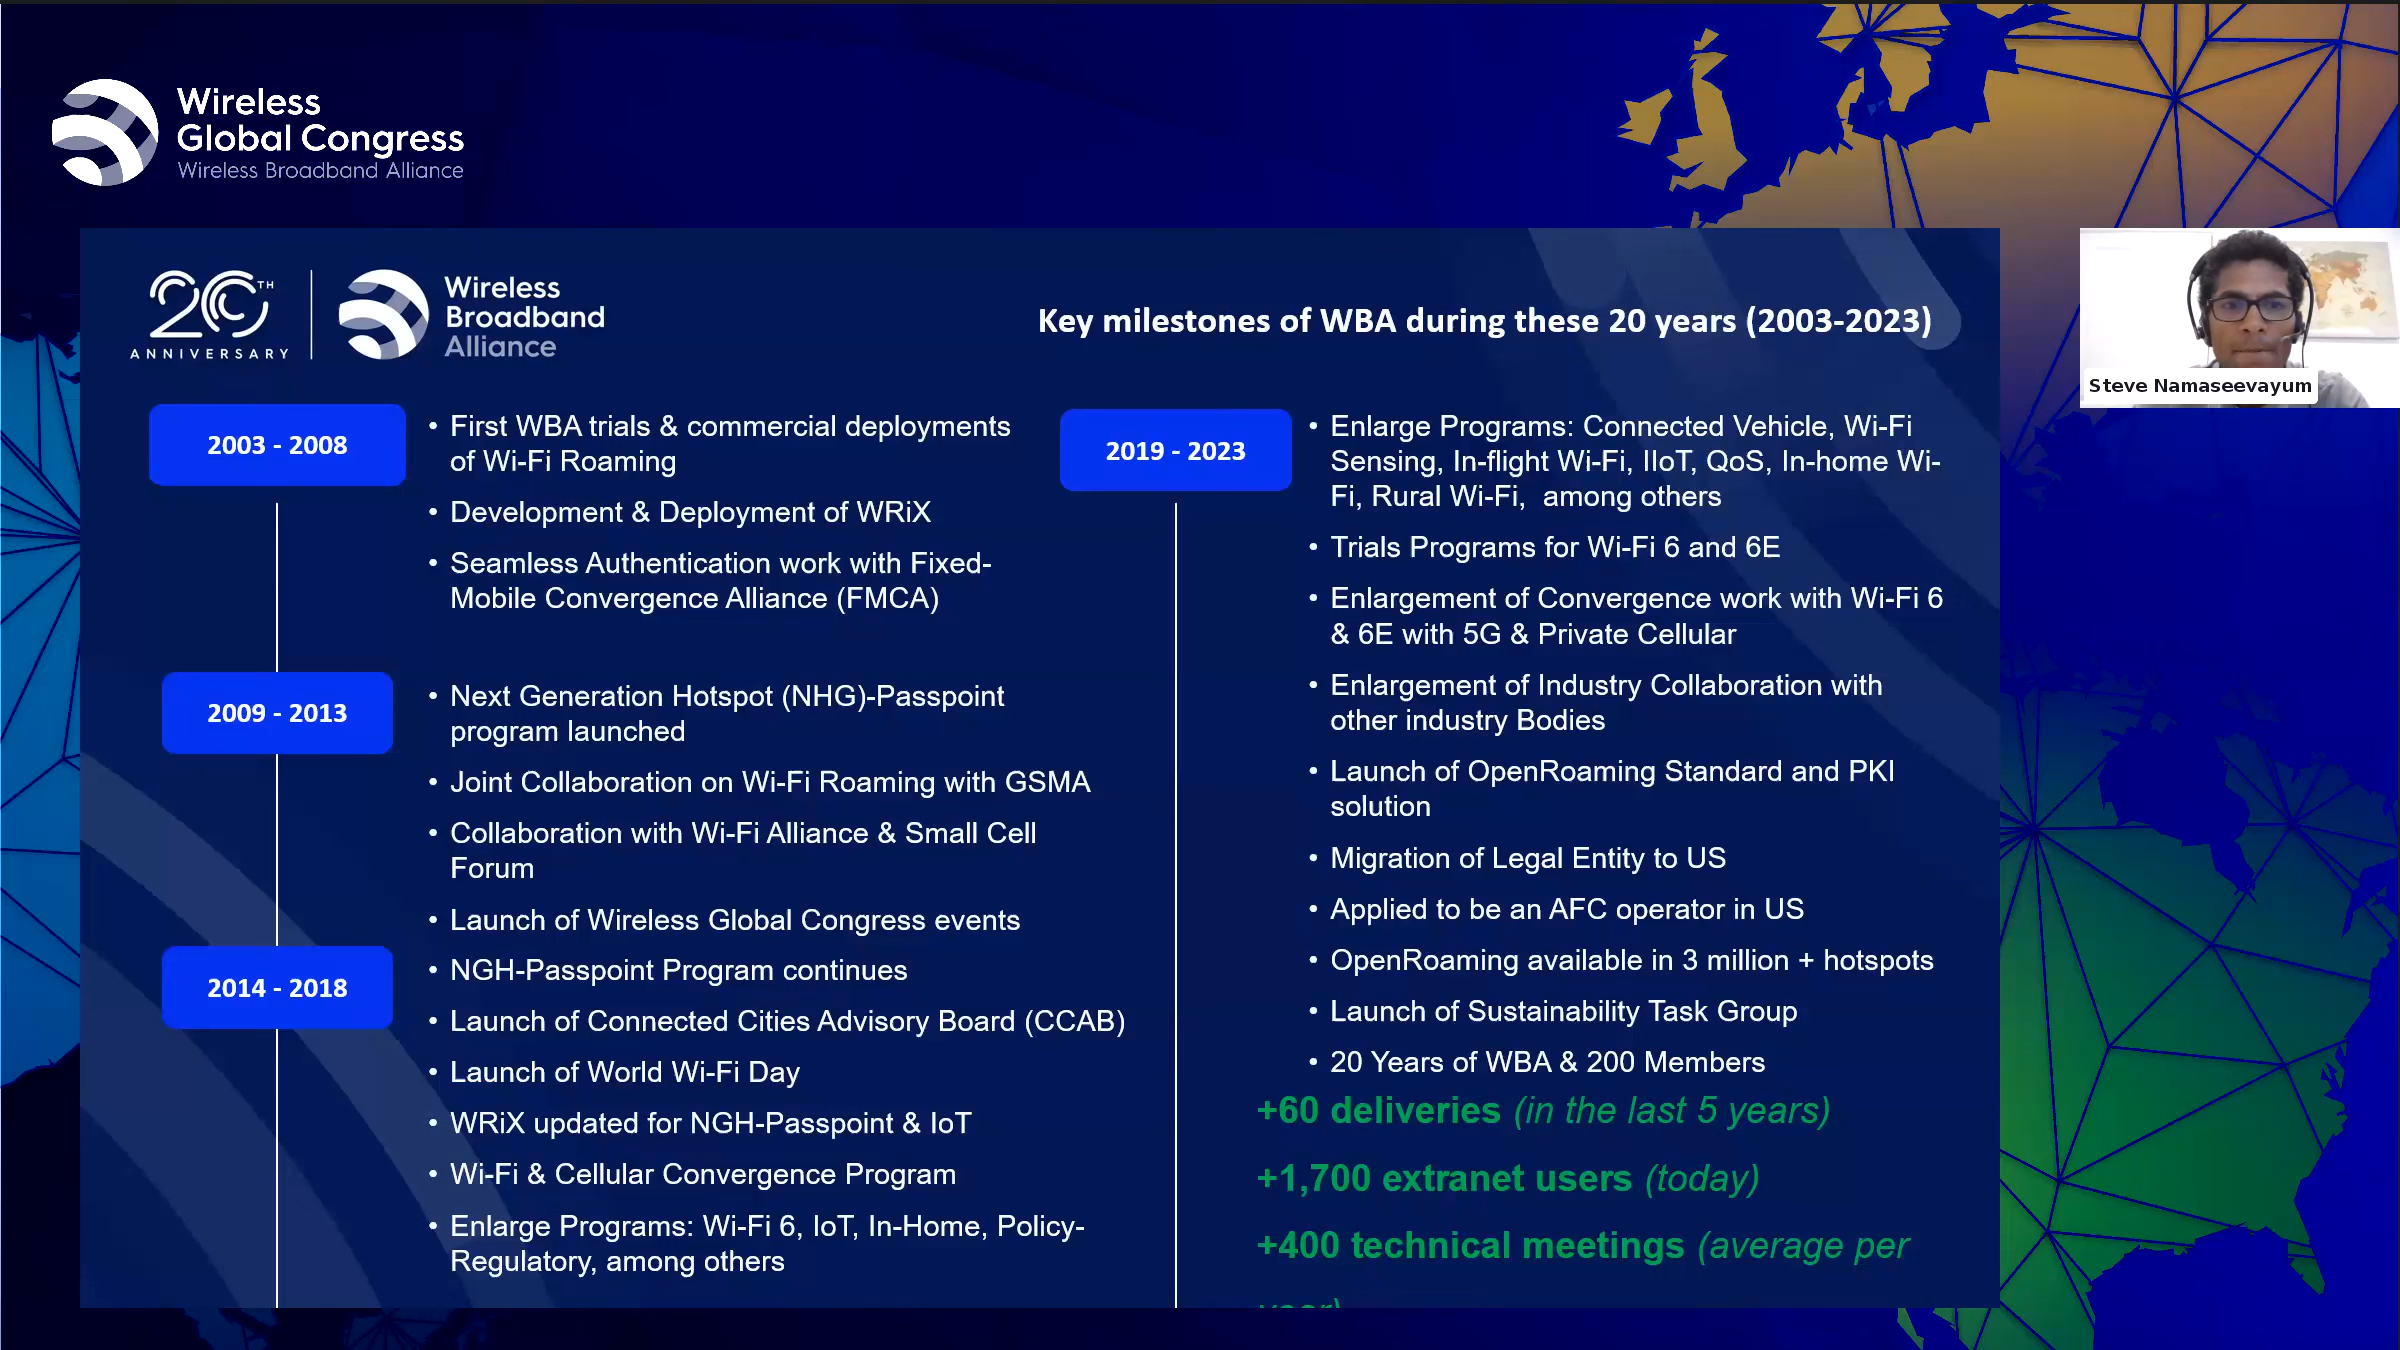 Wireless
Global Congress
Wireless Broadband Alliance
20TH
ANNIVERSARY
Wireless
Broadband
Alliance
Key milestones of WBA during these 20 years (2003-2023)
Steve Namaseevayum
2003 - 2008
• First WBA trials & commercial deployments
of Wi-Fi Roaming
• Development & Deployment of WRiX
• Seamless Authentication work with Fixed-
Mobile Convergence Alliance (FMCA)
2009 - 2013
• Next Generation Hotspot (NHG)-Passpoint
program launched
• Joint Collaboration on Wi-Fi Roaming with GSMA
• Collaboration with Wi-Fi Alliance & Small Cell
Forum
• Launch of Wireless Global Congress events
2014 - 2018
• NGH-Passpoint Program continues
• Launch of Connected Cities Advisory Board (CCAB)
• Launch of World Wi-Fi Day
• WRiX updated for NGH-Passpoint & IoT
• Wi-Fi & Cellular Convergence Program
• Enlarge Programs: Wi-Fi 6, IoT, In-Home, Policy-
Regulatory, among others
2019 - 2023
• Enlarge Programs: Connected Vehicle, Wi-Fi
Sensing, In-flight Wi-Fi, IIoT, QoS, In-home Wi-
Fi, Rural Wi-Fi, among others
• Trials Programs for Wi-Fi 6 and 6E
• Enlargement of Convergence work with Wi-Fi 6
& 6E with 5G & Private Cellular
• Enlargement of Industry Collaboration with
other industry Bodies
• Launch of OpenRoaming Standard and PKI
solution
• Migration of Legal Entity to US
• Applied to be an AFC operator in US
• OpenRoaming available in 3 million + hotspots
• Launch of Sustainability Task Group
• 20 Years of WBA & 200 Members
+60 deliveries (in the last 5 years)
+1,700 extranet users (today)
+400 technical meetings (average per